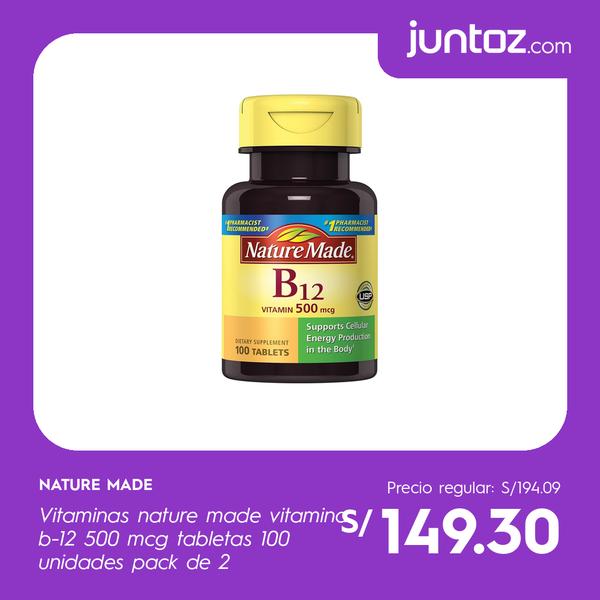 juntoz.com
#1 PHARMACIST RECOMMENDED‡
#1 PHARMACIST RECOMMENDED‡
Nature Made®
B12
VITAMIN 500 mcg
USP
DIETARY SUPPLEMENT
100 TABLETS
Supports Cellular
Energy Production
in the Body†
NATURE MADE
Vitaminas nature made vitamina
b-12 500 mcg tabletas 100
unidades pack de 2
Precio regular: S/194.09
S/ 149.30